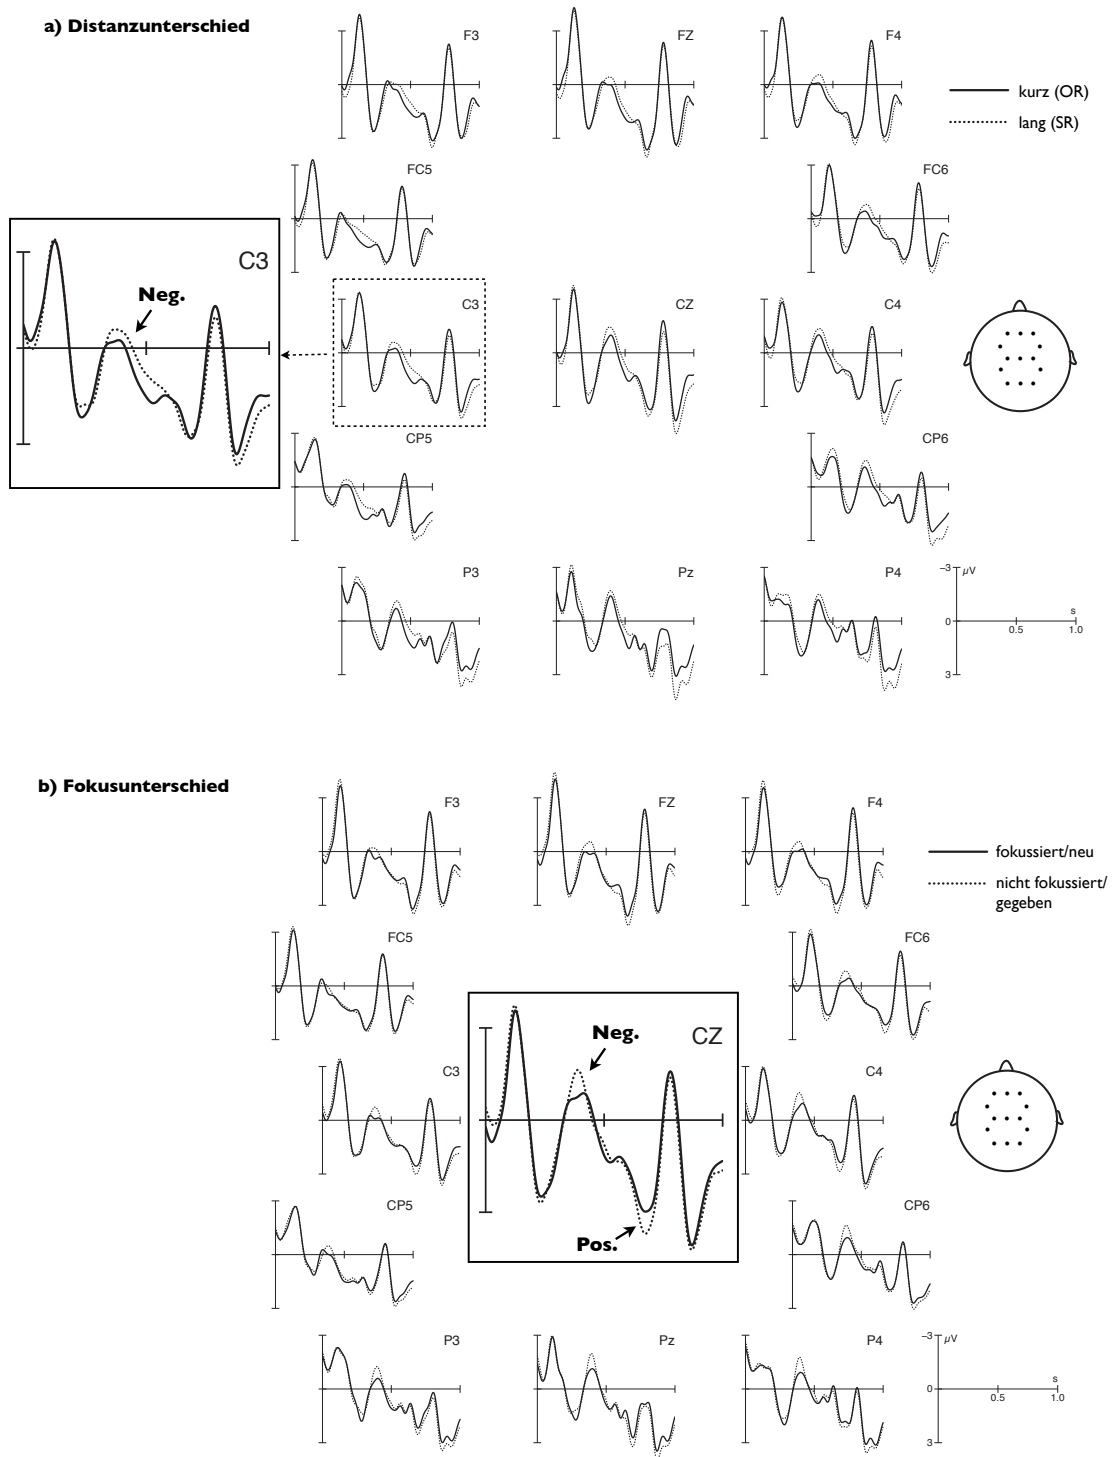 a) Distanzunterschied
F3
FZ
F4
kurz (OR)
lang (SR)
FC5
FC6
C3
Neg.
C3
CZ
C4
CP5
CP6
P3
Pz
P4
−3
µV
0
3
s
0.5
1.0
b) Fokusunterschied
F3
FZ
F4
fokussiert/neu
nicht fokussiert/
gegeben
FC5
FC6
Neg.
CZ
Pos.
C3
C4
CP5
CP6
P3
Pz
P4
−3
µV
0
3
s
0.5
1.0